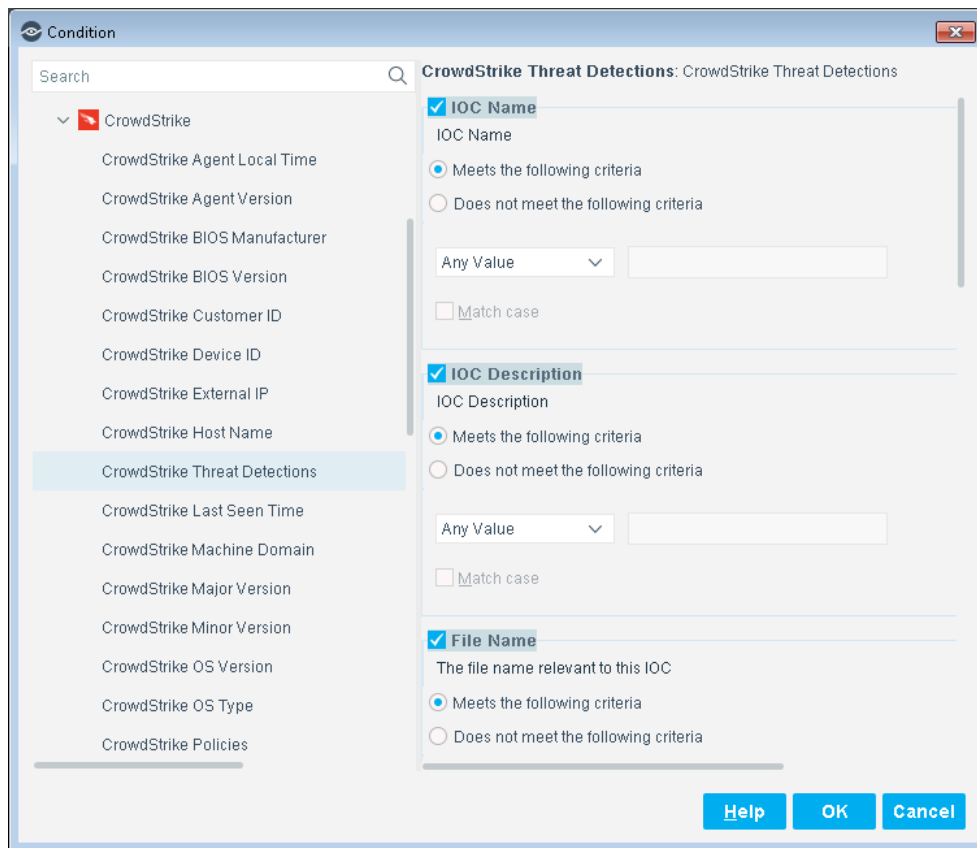 Condition
Search
CrowdStrike
CrowdStrike Agent Local Time
CrowdStrike Agent Version
CrowdStrike BIOS Manufacturer
CrowdStrike BIOS Version
CrowdStrike Customer ID
CrowdStrike Device ID
CrowdStrike External IP
CrowdStrike Host Name
CrowdStrike Threat Detections
CrowdStrike Last Seen Time
CrowdStrike Machine Domain
CrowdStrike Major Version
CrowdStrike Minor Version
CrowdStrike OS Version
CrowdStrike OS Type
CrowdStrike Policies
CrowdStrike Threat Detections: CrowdStrike Threat Detections
IOC Name
IOC Name
Meets the following criteria
Does not meet the following criteria
Any Value
Match case
IOC Description
IOC Description
Meets the following criteria
Does not meet the following criteria
Any Value
Match case
File Name
The file name relevant to this IOC
Meets the following criteria
Does not meet the following criteria
Help OK Cancel